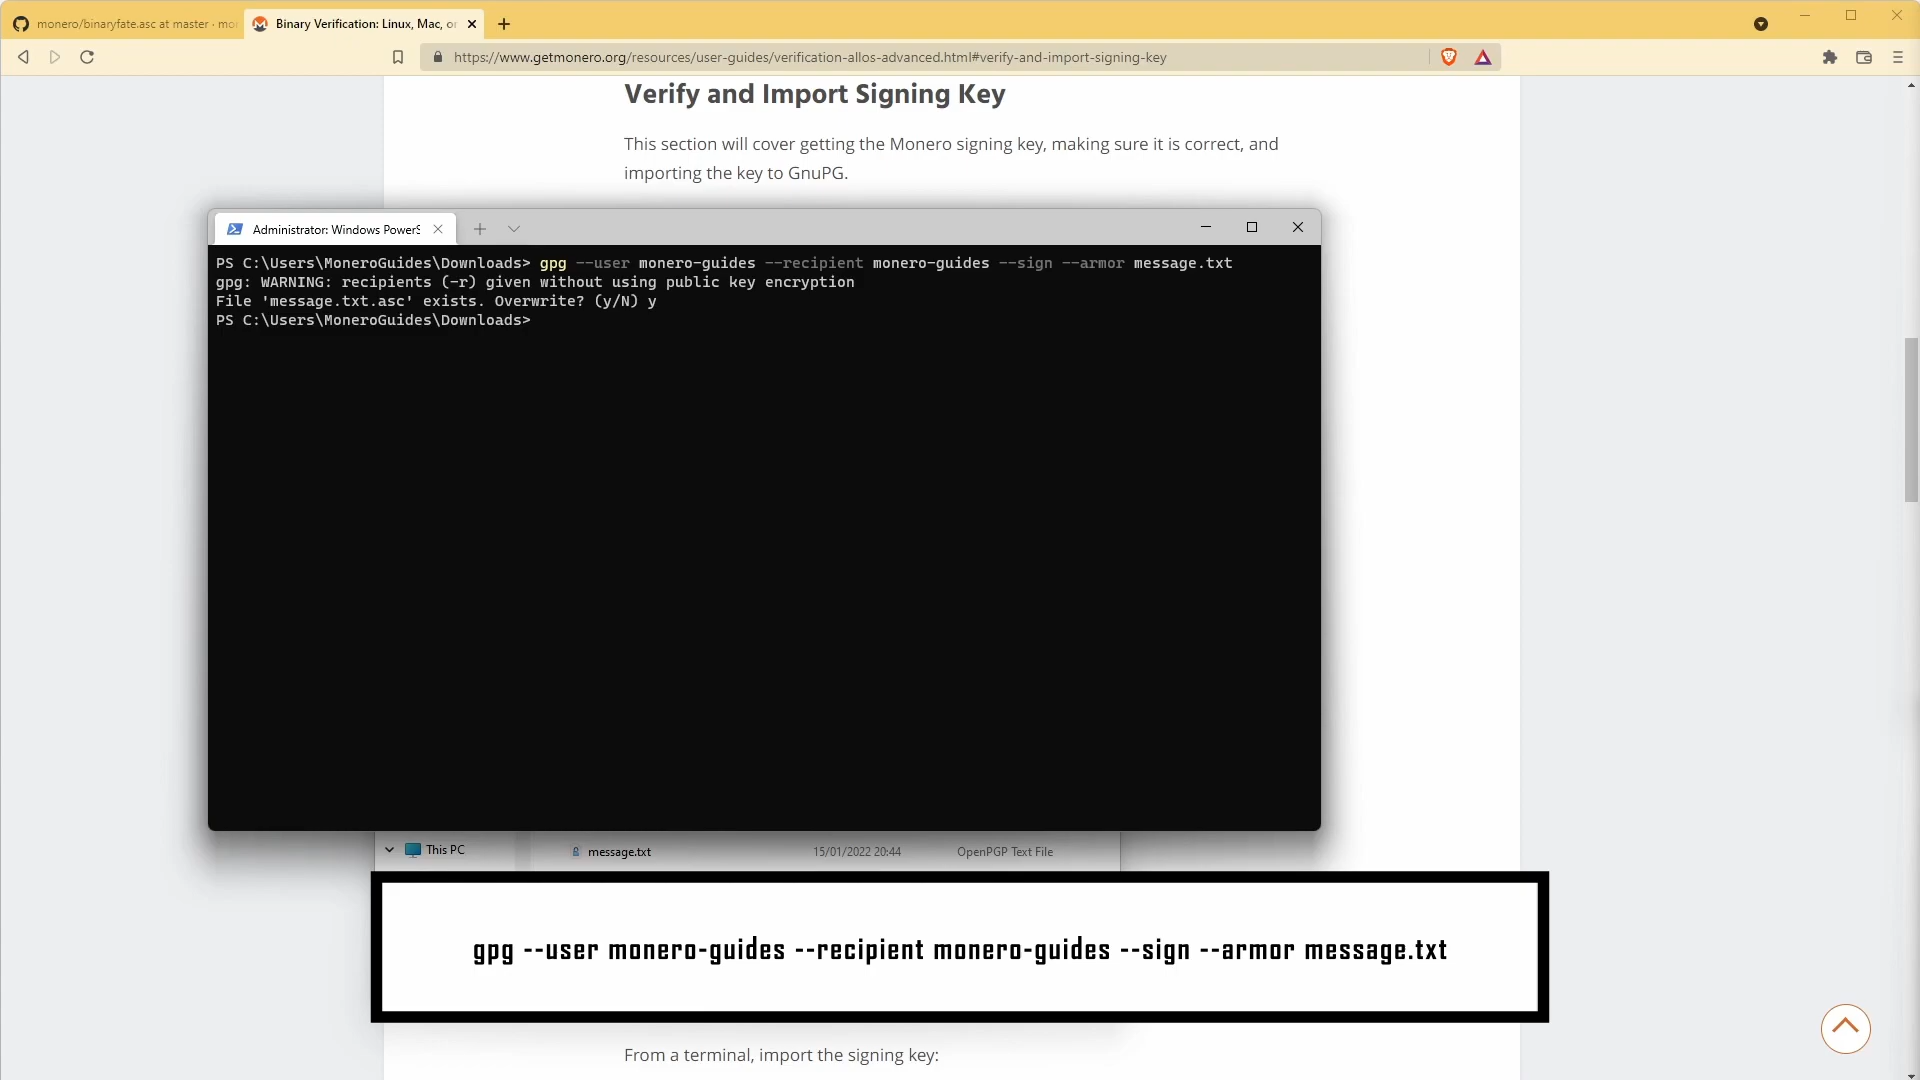 monero/binaryfate.asc at master · mo
Binary Verification: Linux, Mac, or
https://www.getmonero.org/resources/user-guides/verification-allos-advanced.html#verify-and-import-signing-key
Verify and Import Signing Key
This section will cover getting the Monero signing key, making sure it is correct, and
importing the key to GnuPG.
Administrator: Windows PowerS
PS C:\Users\MoneroGuides\Downloads> gpg --user monero-guides --recipient monero-guides --sign --armor message.txt
gpg: WARNING: recipients (-r) given without using public key encryption
File 'message.txt.asc' exists. Overwrite? (y/N) y
PS C:\Users\MoneroGuides\Downloads>
This PC
message.txt 15/01/2022 20:44 OpenPGP Text File
gpg --user monero-guides --recipient monero-guides --sign --armor message.txt
From a terminal, import the signing key: